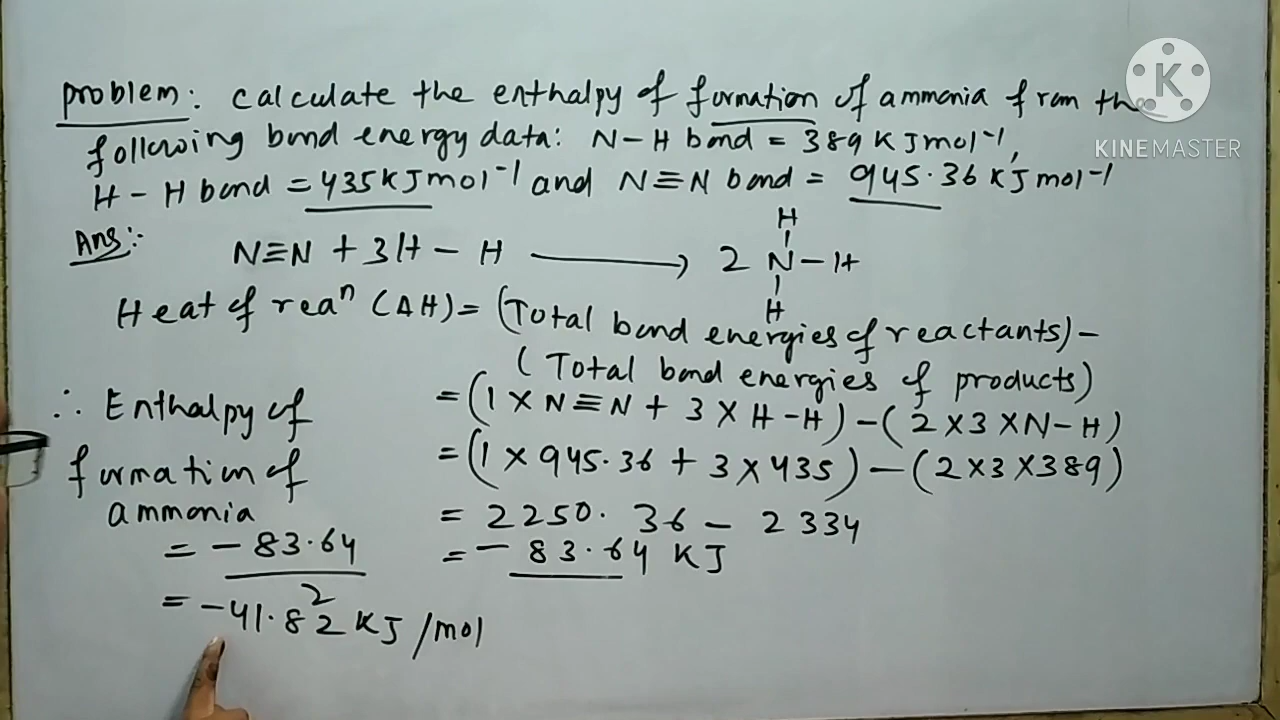 Problem: Calculate the enthalpy of formation of ammonia from the
following bond energy data: N-H bond = 389 KJmol⁻¹,
H-H bond = 435KJmol⁻¹ and N≡N bond = 945.36 KJmol⁻¹
Ans:- N≡N + 3H-H ⟶ 2 N-H
H
H
Heat of reaⁿ (ΔH) = (Total bond energies of reactants) -
(Total bond energies of products)
= (1 × N≡N + 3 × H-H) - (2×3×N-H)
= (1 × 945.36 + 3×435) - (2×3×389)
= 2250.36 - 2334
= -83.64 KJ
∴ Enthalpy of
formation of
ammonia
= -83.64
2
= -41.82 KJ/mol
K
KINEMASTER